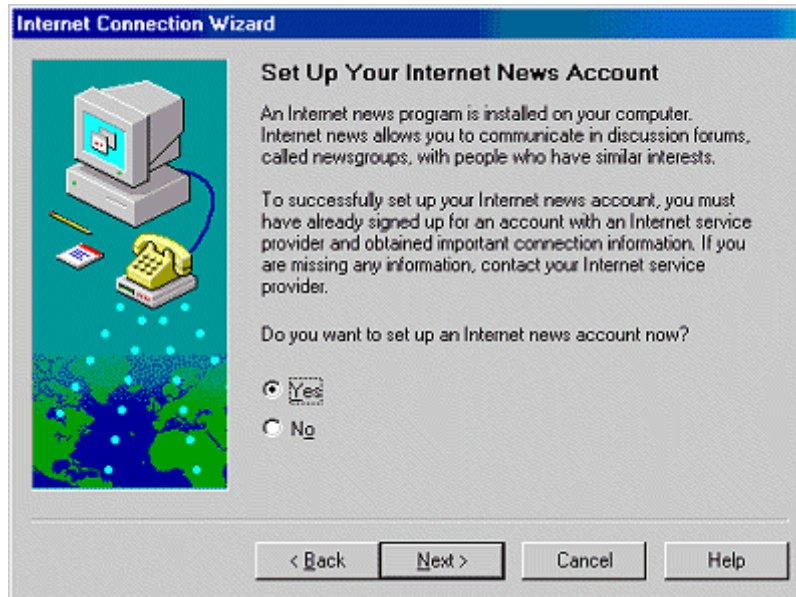 Internet Connection Wizard
Set Up Your Internet News Account
An Internet news program is installed on your computer.
Internet news allows you to communicate in discussion forums,
called newsgroups, with people who have similar interests.
To successfully set up your Internet news account, you must
have already signed up for an account with an Internet service
provider and obtained important connection information. If you
are missing any information, contact your Internet service
provider.
Do you want to set up an Internet news account now?
Yes
No
< Back Next > Cancel Help